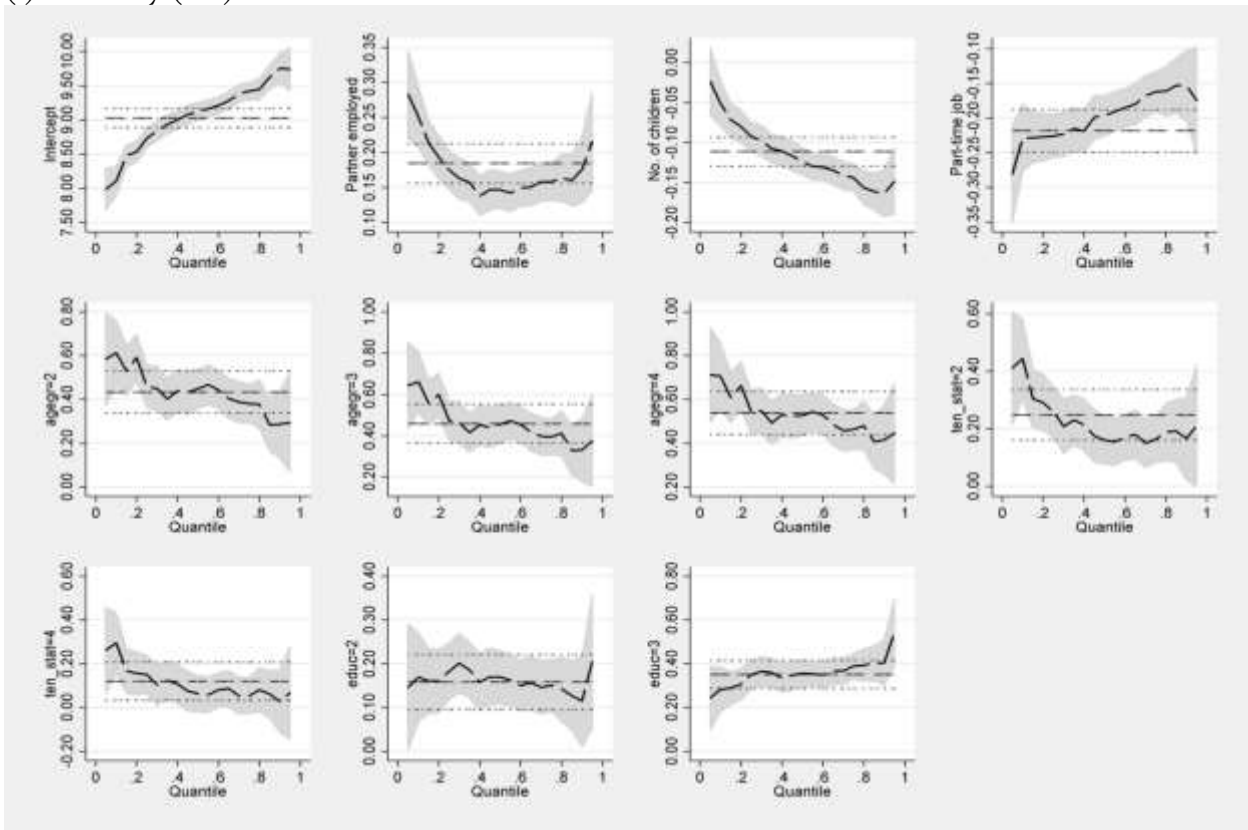 Intercept
7.50 8.00 8.50 9.00 9.50 10.00
0 .2 .4 .6 .8 1
Quantile
Partner employed
0.10 0.15 0.20 0.25 0.30 0.35
0 .2 .4 .6 .8 1
Quantile
No. of children
-0.20 -0.15 -0.10 -0.05 0.00
0 .2 .4 .6 .8 1
Quantile
Part-time job
-0.35 -0.30 -0.25 -0.20 -0.15 -0.10
0 .2 .4 .6 .8 1
Quantile
ageg=2
0.00 0.20 0.40 0.60 0.80
0 .2 .4 .6 .8 1
Quantile
ageg=3
0.20 0.40 0.60 0.80 1.00
0 .2 .4 .6 .8 1
Quantile
ageg=4
0.20 0.40 0.60 0.80 1.00
0 .2 .4 .6 .8 1
Quantile
ten_stat=2
0.00 0.20 0.40 0.60
0 .2 .4 .6 .8 1
Quantile
ten_stat=4
-0.20 0.00 0.20 0.40 0.60
0 .2 .4 .6 .8 1
Quantile
educ=2
0.00 0.10 0.20 0.30 0.40
0 .2 .4 .6 .8 1
Quantile
educ=3
0.00 0.20 0.40 0.60 0.80
0 .2 .4 .6 .8 1
Quantile